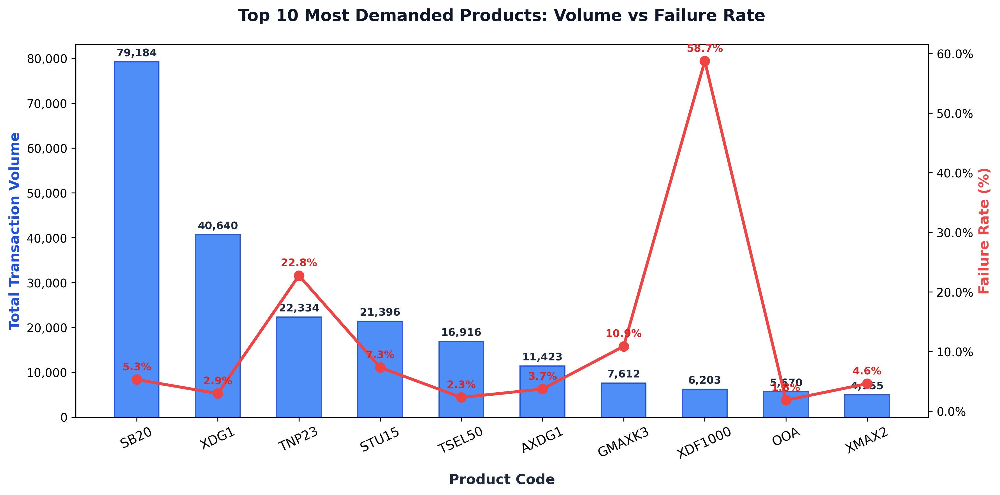 Top 10 Most Demanded Products: Volume vs Failure Rate
Total Transaction Volume
80,000
70,000
60,000
50,000
40,000
30,000
20,000
10,000
0
79,184
40,640
22,334
21,396
16,916
11,423
7,612
6,203
5,670
5.3%
2.9%
22.8%
7.3%
2.3%
3.7%
10.9%
58.7%
1.8%
4.6%
60.0%
50.0%
40.0%
30.0%
20.0%
10.0%
0.0%
Failure Rate (%)
SB20
XDG1
TNP23
STU15
TSEL50
AXDG1
GMAXK3
XDF1000
OOA
XMAX2
Product Code